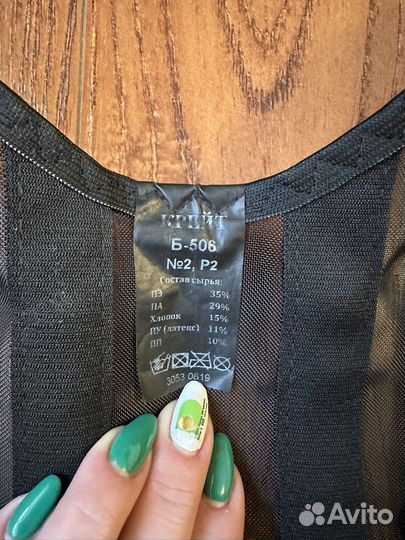 КРЕЙТ
Б-506
№2, Р2
Состав сырья:
ПЭ 35%
ПА 29%
Хлопок 15%
ПУ (латекс) 11%
ПП 10%
3053 0819
Avito